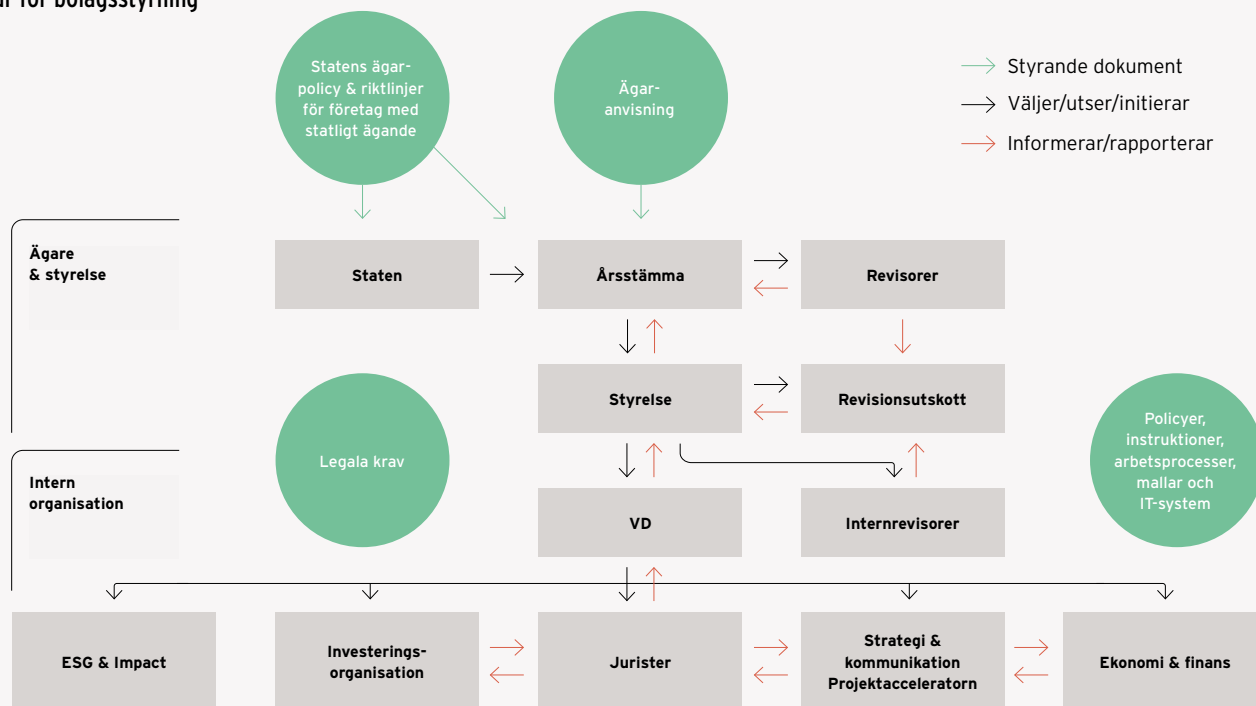 för bolagsstyrning
Statens ägar-
policy & riktlinjer
för företag med
statligt ägande
Ägar-
anvisning
Styrande dokument
Väljer/utser/initierar
Informerar/rapporterar
Ägare
& styrelse
Staten
Årsstämma
Revisorer
Styrelse
Revisionsutskott
Legala krav
Policyer,
instruktioner,
arbetsprocesser,
mallar och
IT-system
Intern
organisation
VD
Internrevisorer
ESG & Impact
Investerings-
organisation
Jurister
Strategi &
kommunikation
Projektacceleratorn
Ekonomi & finans